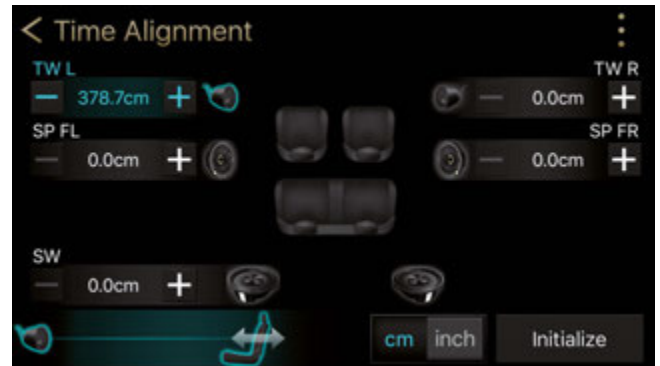 Time Alignment
TW L
TW R
378.7cm
0.0cm
SP FL
SP FR
0.0cm
0.0cm
SW
0.0cm
cm inch
Initialize